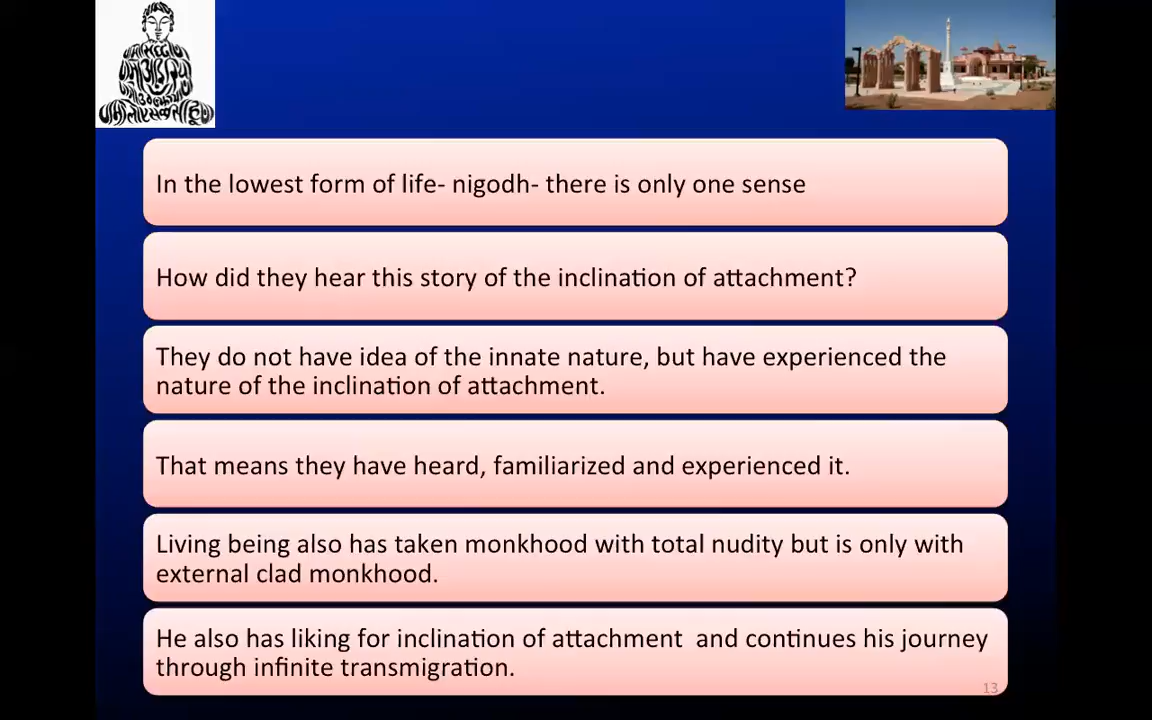 In the lowest form of life- nigodh- there is only one sense
How did they hear this story of the inclination of attachment?
They do not have idea of the innate nature, but have experienced the
nature of the inclination of attachment.
That means they have heard, familiarized and experienced it.
Living being also has taken monkhood with total nudity but is only with
external clad monkhood.
He also has liking for inclination of attachment  and continues his journey
through infinite transmigration.
13